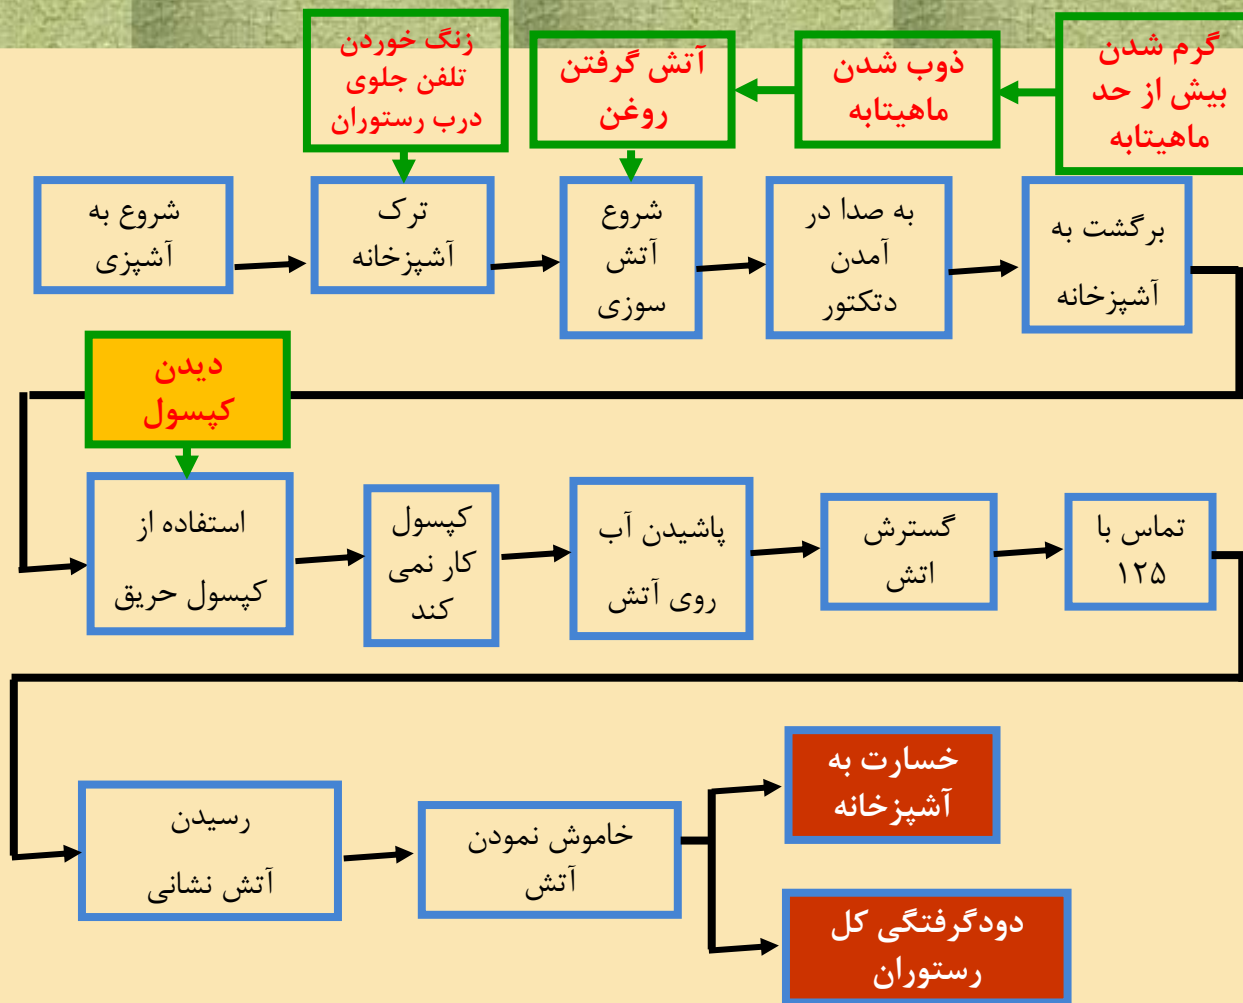 گرم شدن
بیش از حد
ماهیتابه
ذوب شدن
ماهیتابه
آتش گرفتن
روغن
زنگ خوردن
تلفن جلوی
درب رستوران
شروع به
آشپزی
ترک
آشپزخانه
شروع
آتش
سوزی
به صدا در
آمدن
دتکتور
برگشت به
آشپزخانه
دیدن
کپسول
استفاده از
کپسول حریق
کپسول
کار نمی
کند
پاشیدن آب
روی آتش
گسترش
اتش
تماس با
۱۲۵
رسیدن
آتش نشانی
خاموش نمودن
آتش
خسارت به
آشپزخانه
دودگرفتگی کل
رستوران